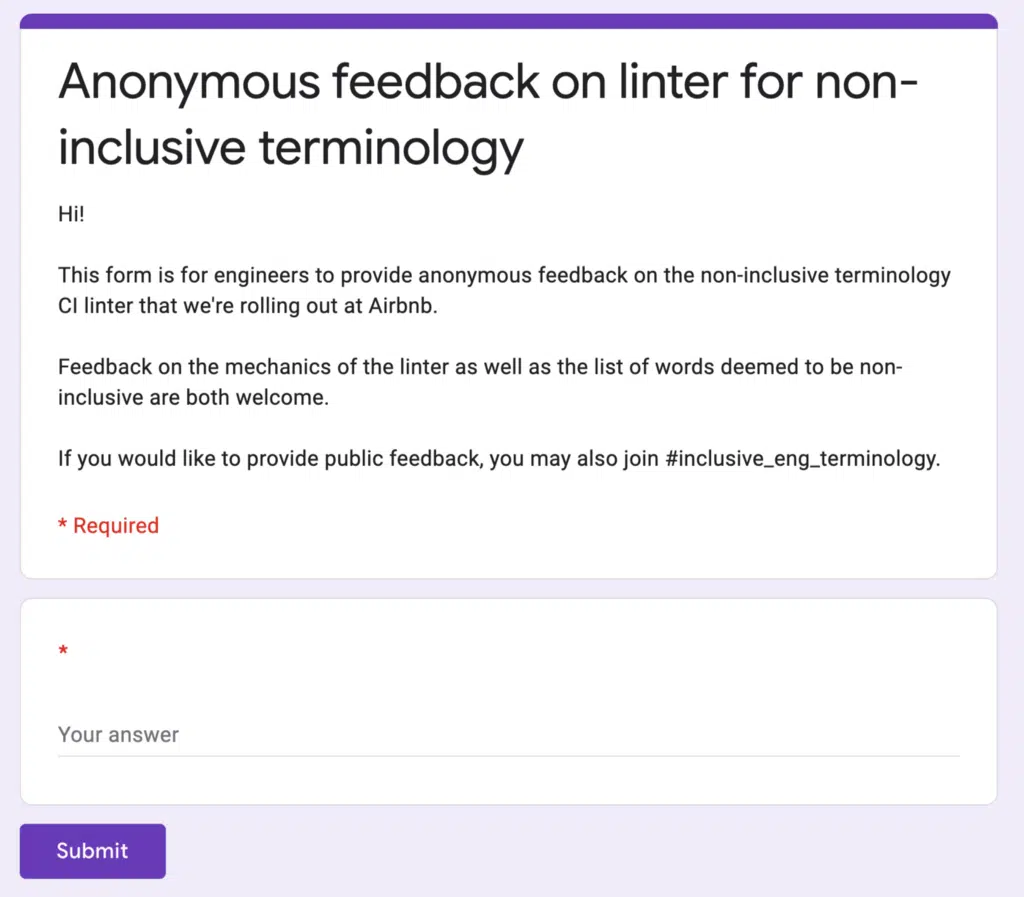 Anonymous feedback on linter for non-
inclusive terminology
Hi!
This form is for engineers to provide anonymous feedback on the non-inclusive terminology
CI linter that we're rolling out at Airbnb.
Feedback on the mechanics of the linter as well as the list of words deemed to be non-
inclusive are both welcome.
If you would like to provide public feedback, you may also join #inclusive_eng_terminology.
* Required
*
Your answer
Submit